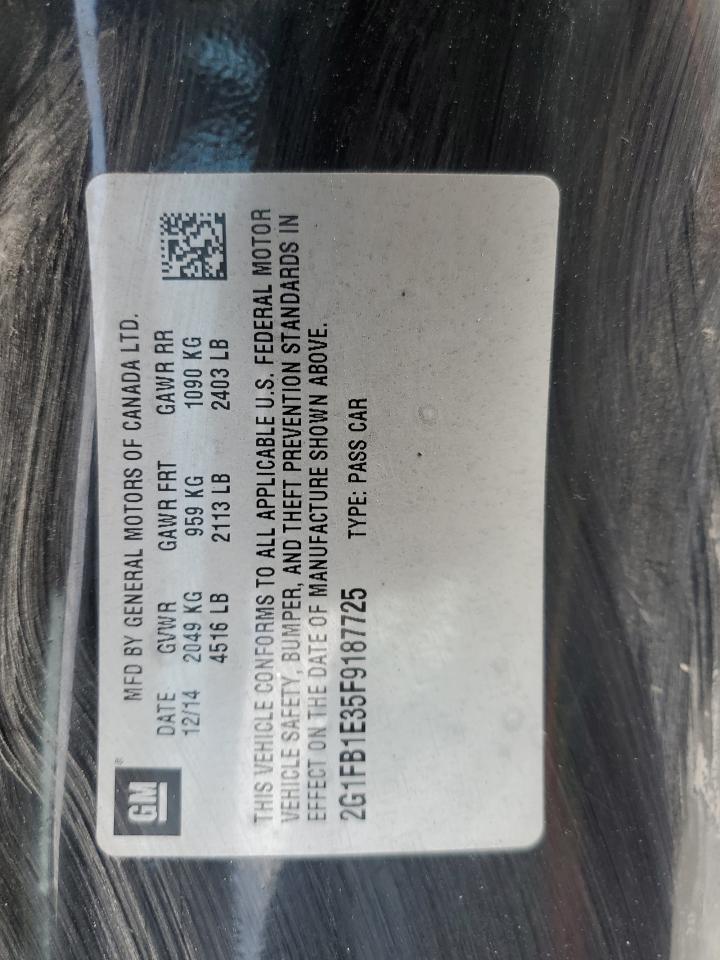 GM
MFD BY GENERAL MOTORS OF CANADA LTD.
DATE GVWR GAWR FRT GAWR RR
12/14 2049 KG 959 KG 1090 KG
4516 LB 2113 LB 2403 LB
THIS VEHICLE CONFORMS TO ALL APPLICABLE U.S. FEDERAL MOTOR
VEHICLE SAFETY, BUMPER, AND THEFT PREVENTION STANDARDS IN
EFFECT ON THE DATE OF MANUFACTURE SHOWN ABOVE.
2G1FB1E35F9187725 TYPE: PASS CAR